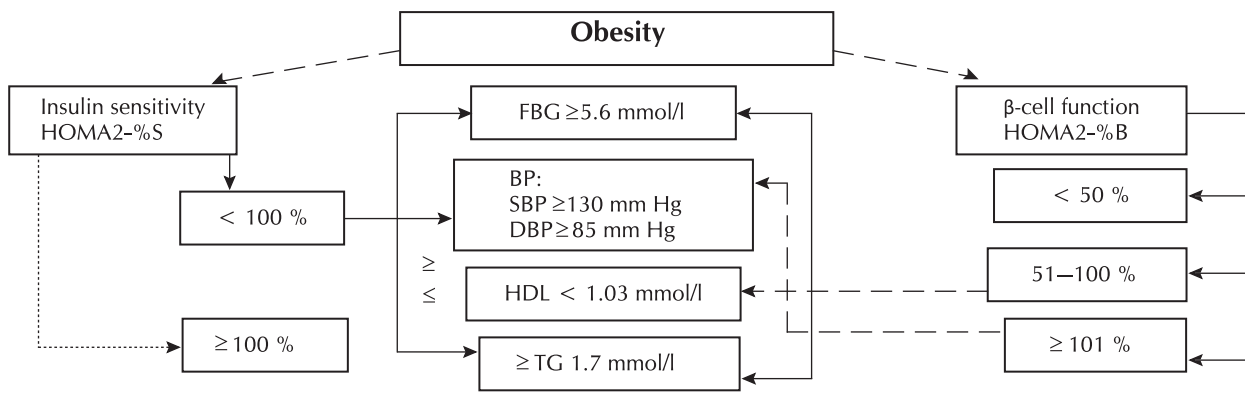 Obesity
Insulin sensitivity
HOMA2-%S
< 100 %
≥100 %
FBG ≥5.6 mmol/l
BP:
SBP ≥130 mm Hg
DBP≥85 mm Hg
≥
≤
HDL < 1.03 mmol/l
≥ TG 1.7 mmol/l
β-cell function
HOMA2-%B
< 50 %
51–100 %
≥ 101 %